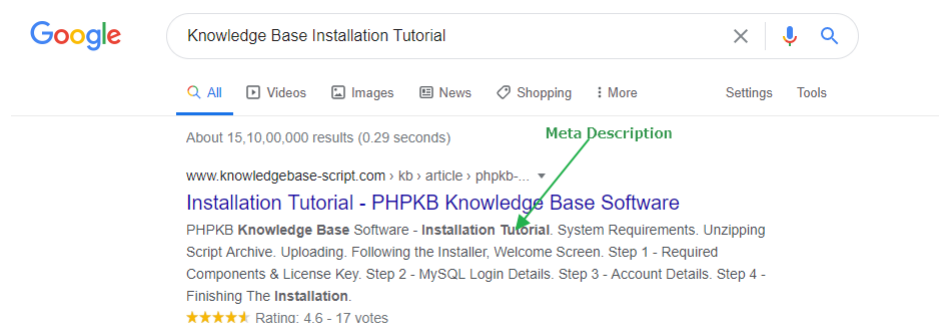 Google
Knowledge Base Installation Tutorial
All Videos Images News Shopping More Settings Tools
About 15,10,00,000 results (0.29 seconds)
Meta Description
www.knowledgebase-script.com › kb › article › phpkb-...
Installation Tutorial - PHPKB Knowledge Base Software
PHPKB Knowledge Base Software - Installation Tutorial. System Requirements. Unzipping
Script Archive. Uploading. Following the Installer, Welcome Screen. Step 1 - Required
Components & License Key. Step 2 - MySQL Login Details. Step 3 - Account Details. Step 4 -
Finishing The Installation.
Rating: 4.6 - 17 votes